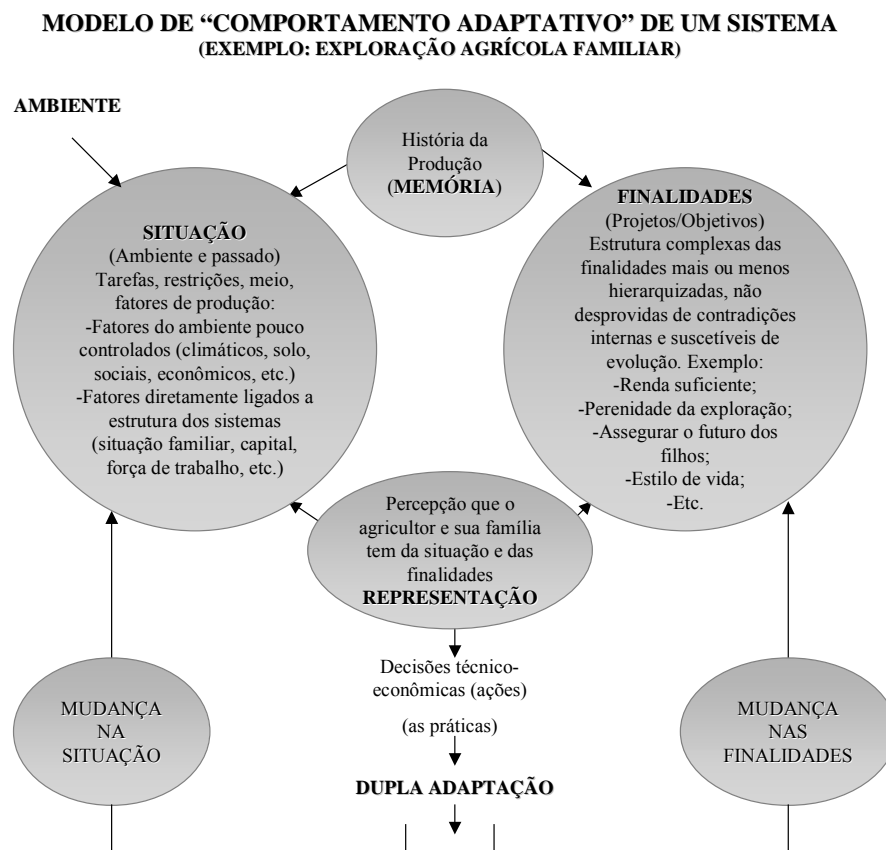 MODELO DE “COMPORTAMENTO ADAPTATIVO” DE UM SISTEMA
(EXEMPLO: EXPLORAÇÃO AGRÍCOLA FAMILIAR)
AMBIENTE
História da
Produção
(MEMÓRIA)
SITUAÇÃO
(Ambiente e passado)
Tarefas, restrições, meio,
fatores de produção:
-Fatores do ambiente pouco
controlados (climáticos, solo,
sociais, econômicos, etc.)
-Fatores diretamente ligados a
estrutura dos sistemas
(situação familiar, capital,
força de trabalho, etc.)
FINALIDADES
(Projetos/Objetivos)
Estrutura complexas das
finalidades mais ou menos
hierarquizadas, não
desprovidas de contradições
internas e suscetíveis de
evolução. Exemplo:
-Renda suficiente;
-Perenidade da exploração;
-Assegurar o futuro dos
filhos;
-Estilo de vida;
-Etc.
Percepção que o
agricultor e sua família
tem da situação e das
finalidades
REPRESENTAÇÃO
Decisões técnico-
econômicas (ações)
(as práticas)
MUDANÇA
NA
SITUAÇÃO
MUDANÇA
NAS
FINALIDADES
DUPLA ADAPTAÇÃO